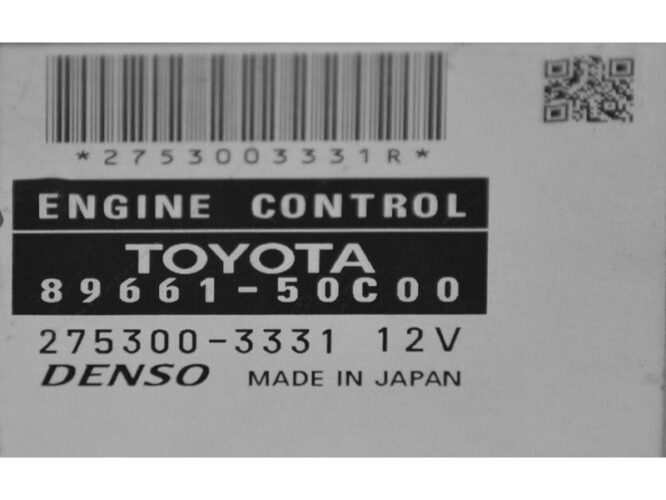 *2753003331R*
ENGINE CONTROL
TOYOTA
89661-50C00
275300-3331 12V
DENSO MADE IN JAPAN